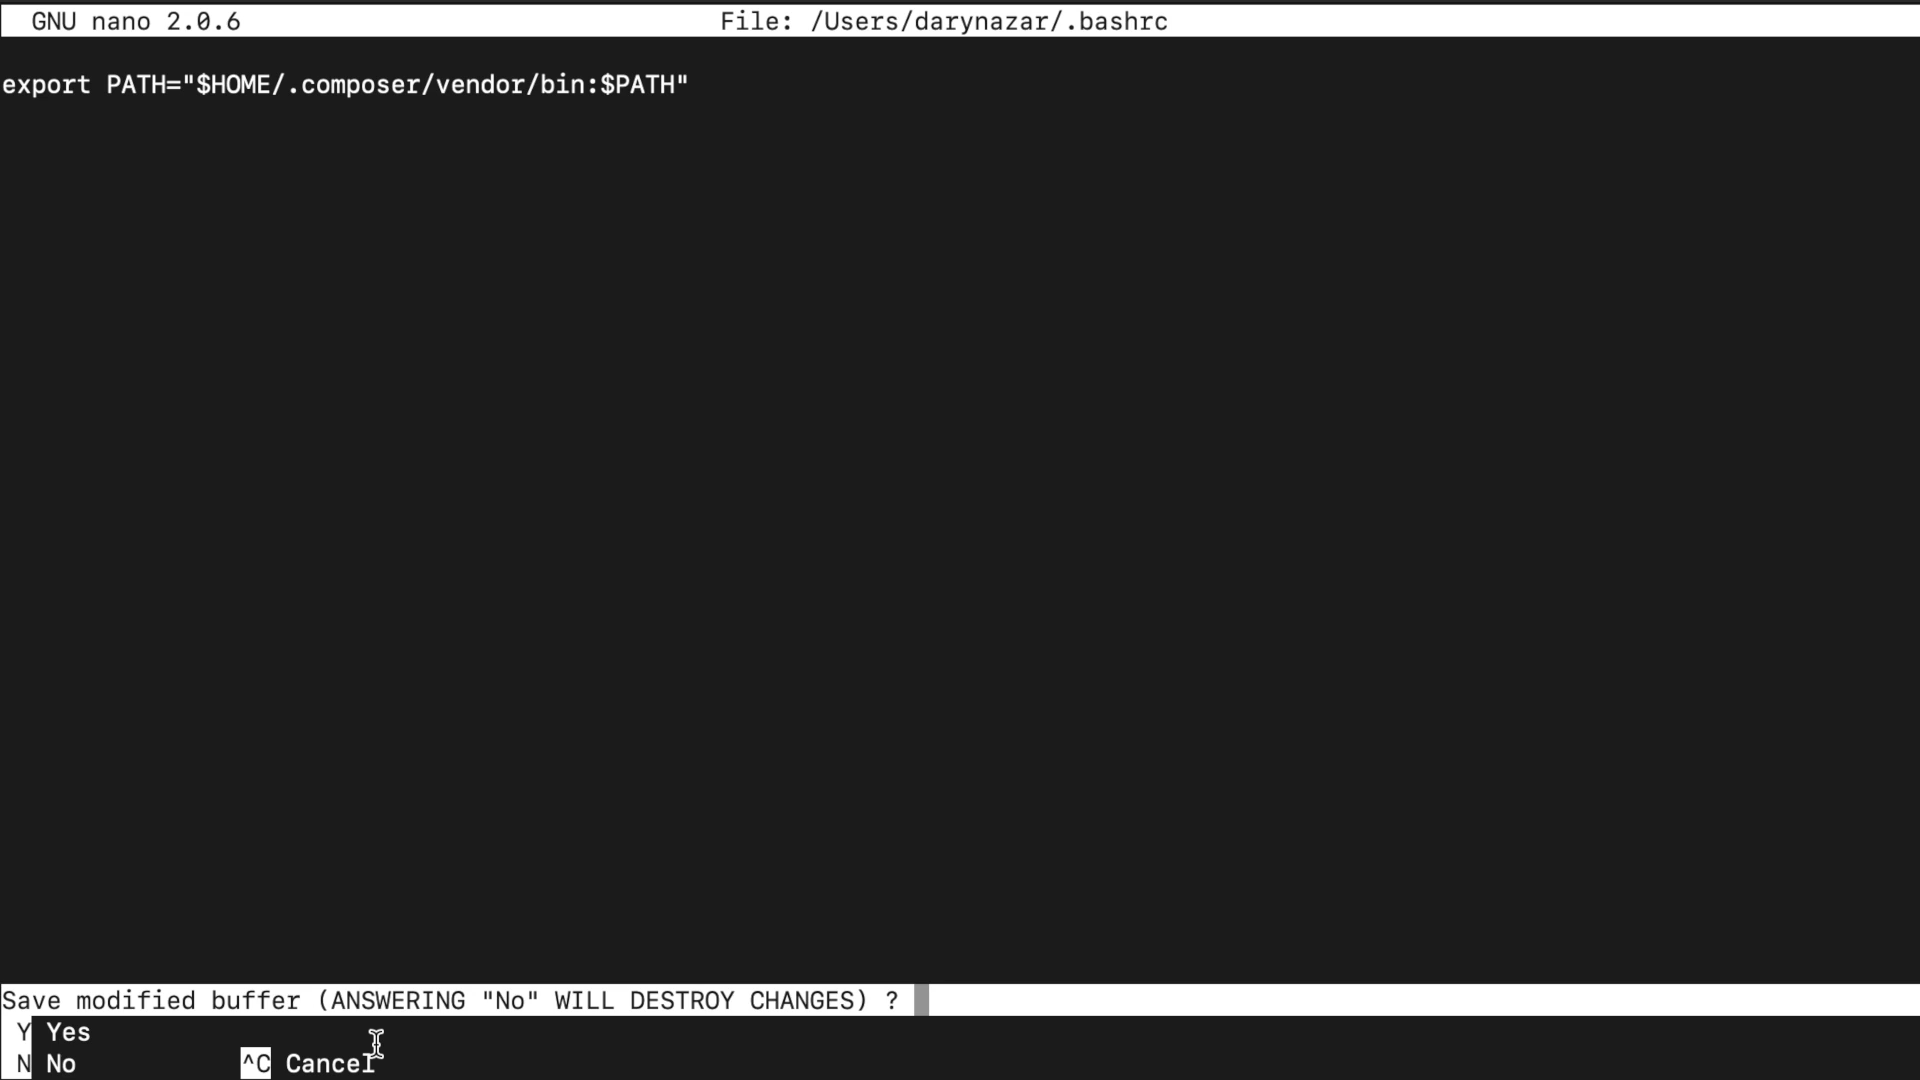 GNU nano 2.0.6 File: /Users/darynazar/.bashrc
export PATH="$HOME/.composer/vendor/bin:$PATH"
Save modified buffer (ANSWERING "No" WILL DESTROY CHANGES) ?
Y Yes
N No ^C Cancel